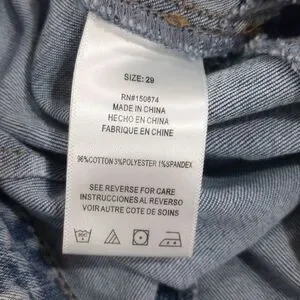 SIZE: 29
RN#150674
MADE IN CHINA
HECHO EN CHINA
FABRIQUE EN CHINE
96%COTTON 3%POLYESTER 1%SPANDEX
SEE REVERSE FOR CARE
INSTRUCCIONES AL REVERSO
VOIR AUTRE COTE DE SOINS